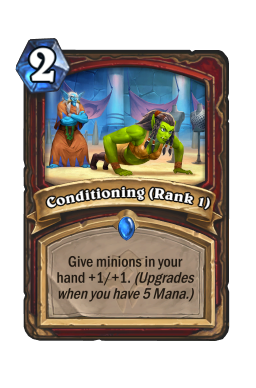 2
Conditioning (Rank 1)
Give minions in your
hand +1/+1. (Upgrades
when you have 5 Mana.)